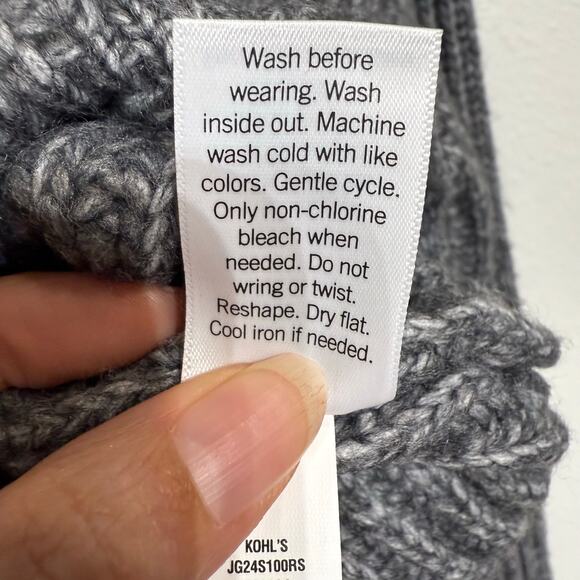 Wash before
wearing. Wash
inside out. Machine
wash cold with like
colors. Gentle cycle.
Only non-chlorine
bleach when
needed. Do not
wring or twist.
Reshape. Dry flat.
Cool iron if needed.
KOHL'S
JG24S100RS